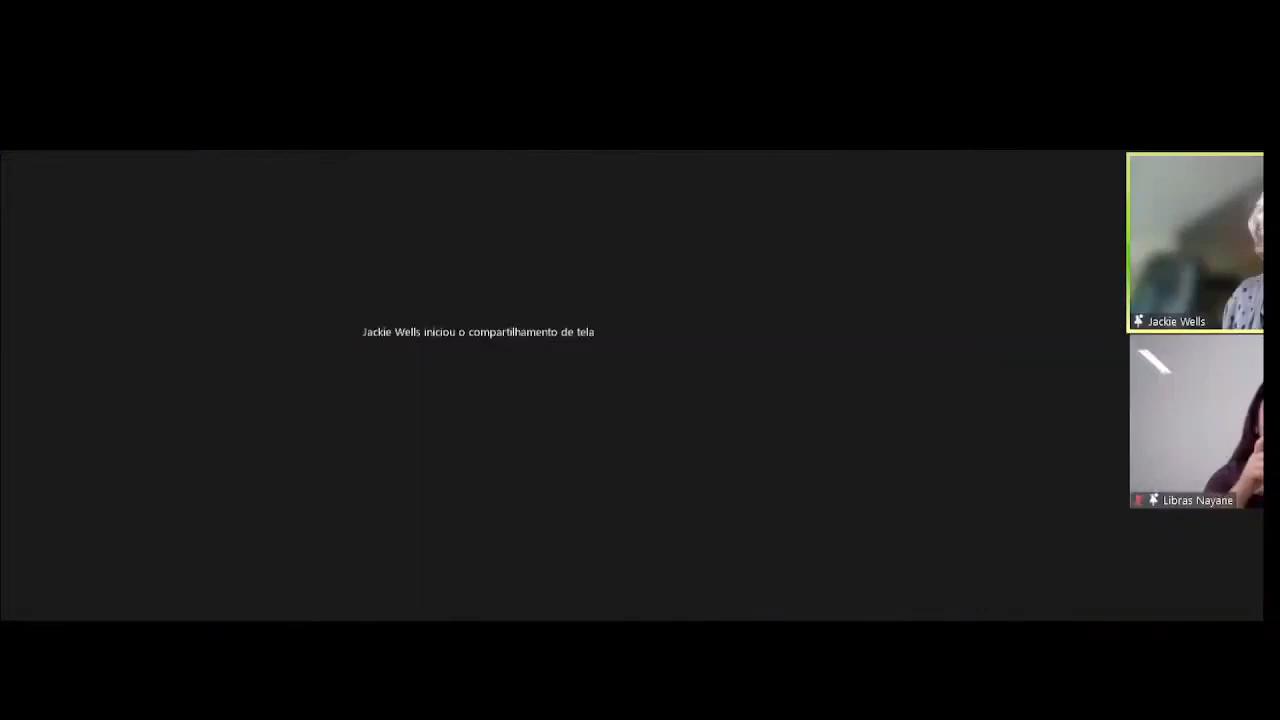 Jackie Wells iniciou o compartilhamento de tela
Jackie Wells
Libras Nayane